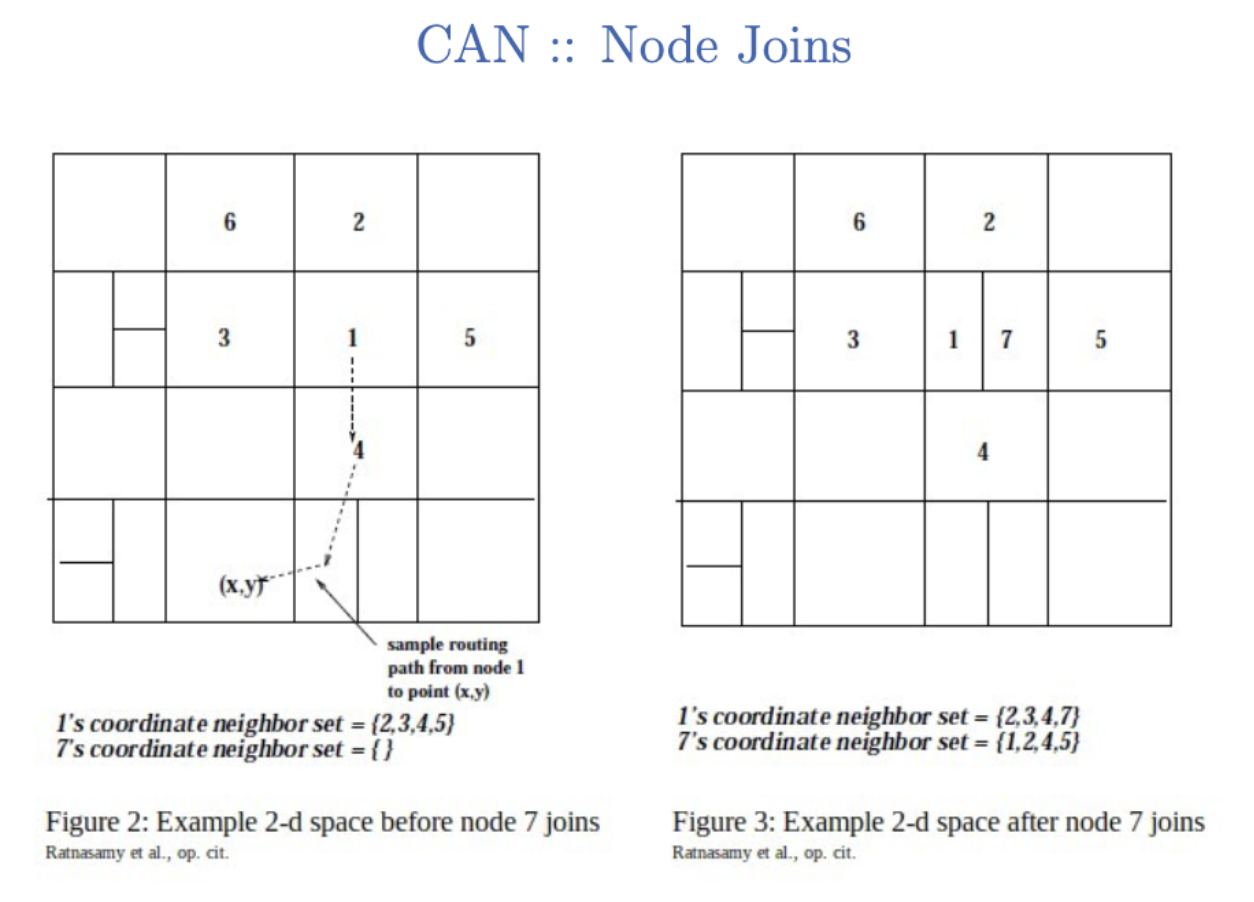 CAN :: Node Joins
6
2
3
1
5
4
(x,y)
sample routing
path from node 1
to point (x,y)
1's coordinate neighbor set = {2,3,4,5}
7's coordinate neighbor set = { }
Figure 2: Example 2-d space before node 7 joins
Ratnasamy et al., op. cit.
6
2
3
1
7
5
4
1's coordinate neighbor set = {2,3,4,7}
7's coordinate neighbor set = {1,2,4,5}
Figure 3: Example 2-d space after node 7 joins
Ratnasamy et al., op. cit.